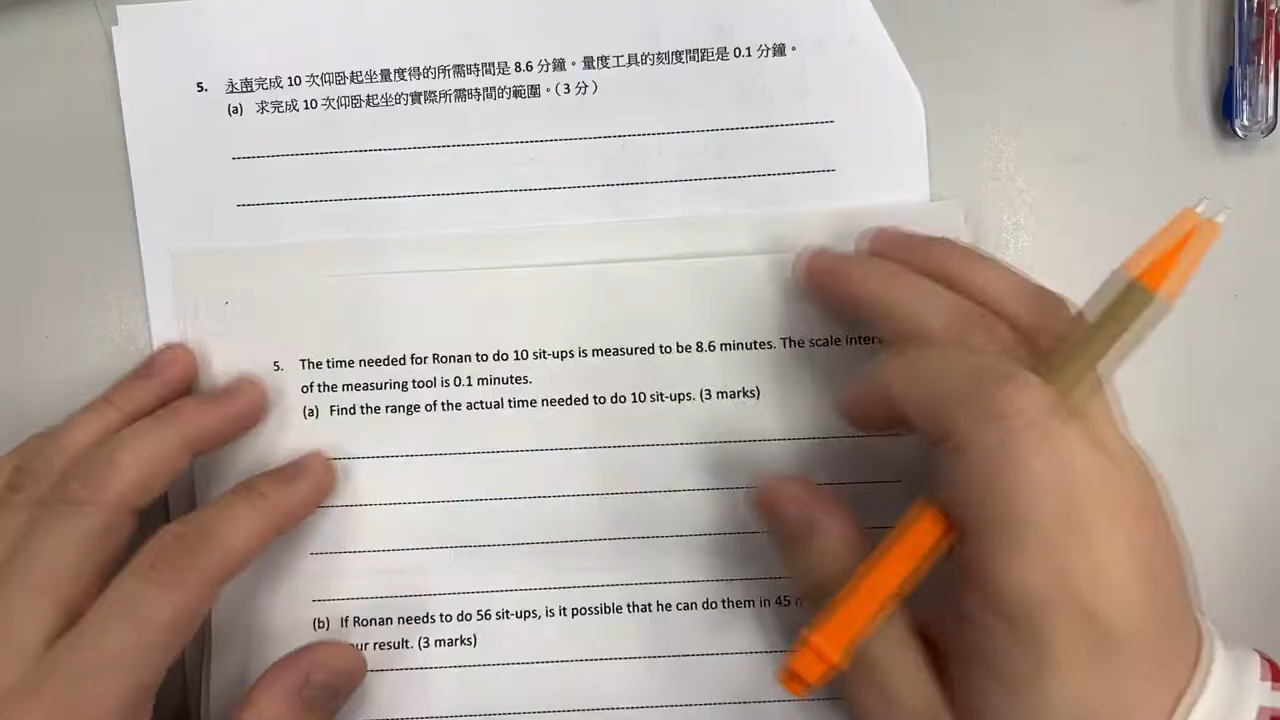 5. 永南完成 10 次仰卧起坐量度得的所需時間是 8.6 分鐘。量度工具的刻度間距是 0.1 分鐘。
(a) 求完成 10 次仰卧起坐的實際所需時間的範圍。(3 分)
5. The time needed for Ronan to do 10 sit-ups is measured to be 8.6 minutes. The scale
of the measuring tool is 0.1 minutes.
(a) Find the range of the actual time needed to do 10 sit-ups. (3 marks)
(b) If Ronan needs to do 56 sit-ups, is it possible that he can do them in 45
result. (3 marks)